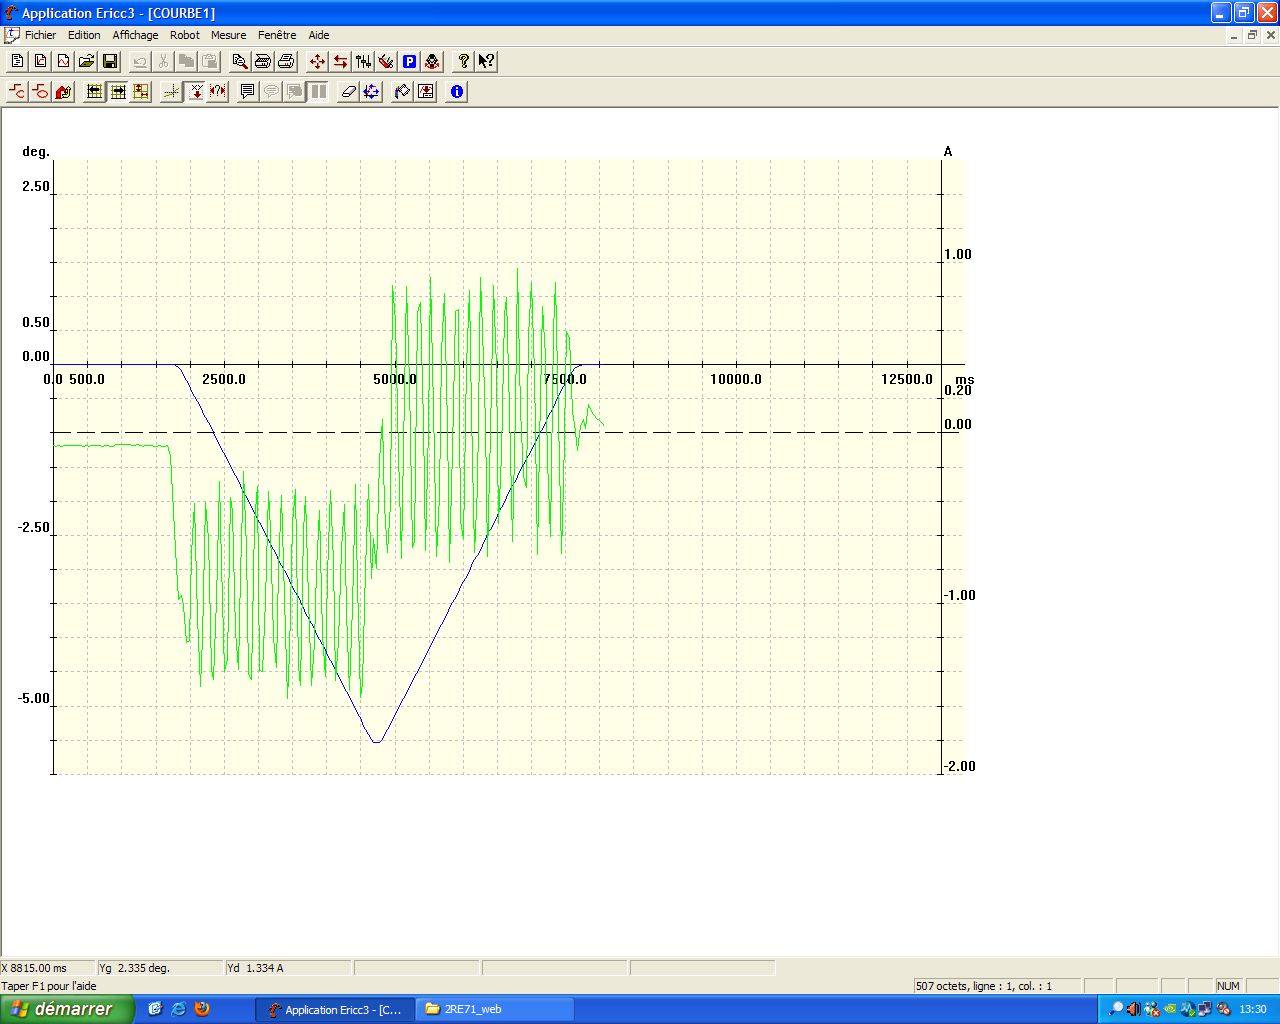 Application Ericc3 - [COURBE1]
Fichier Edition Affichage Robot Mesure Fenêtre Aide
deg. A
2.50
1.00
0.50
0.00
0.0 500.0 2500.0 5000.0 7500.0 10000.0 12500.0 ms
0.20
0.00
-2.50
-1.00
-5.00
-2.00
X 8815.00 ms Yg 2.335 deg. Yd 1.334 A
Taper F1 pour l'aide 507 octets, ligne : 1, col. : 1 NUM
démarrer Application Ericc3 - [C... 2RE71_web 13:30